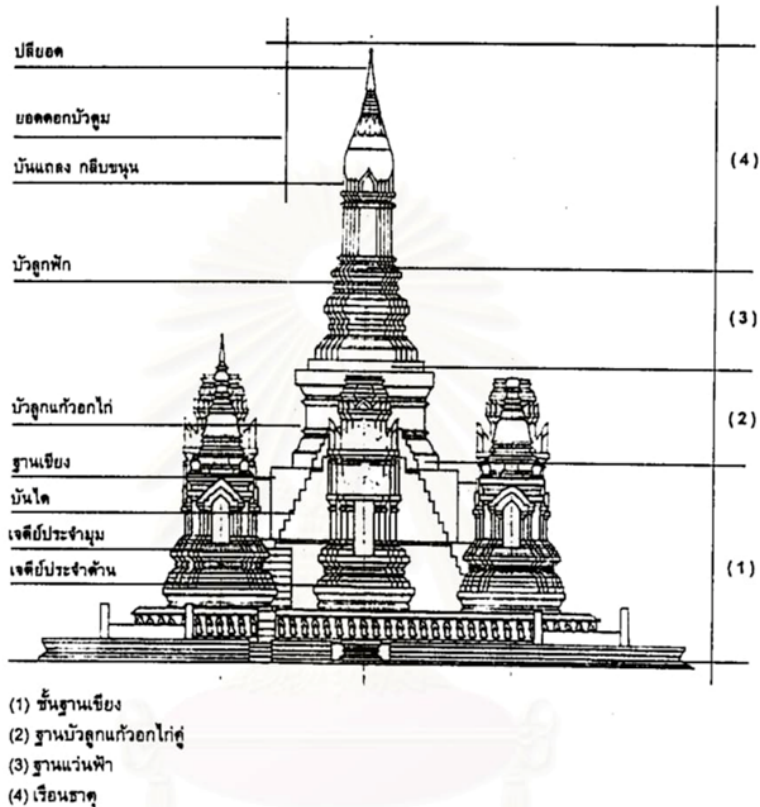 ปลียอด
ยอดดอกบัวตูม
บันแถลง กลีบขนุน
(4)
บัวลูกฟัก
(3)
บัวลูกแก้วอกไก่
(2)
ฐานเขียง
บันได
เจดีย์ประจำมุม
เจดีย์ประจำด้าน
(1)
(1) ชั้นฐานเขียง
(2) ฐานบัวลูกแก้วอกไก่คู่
(3) ฐานแว่นฟ้า
(4) เรือนธาตุ